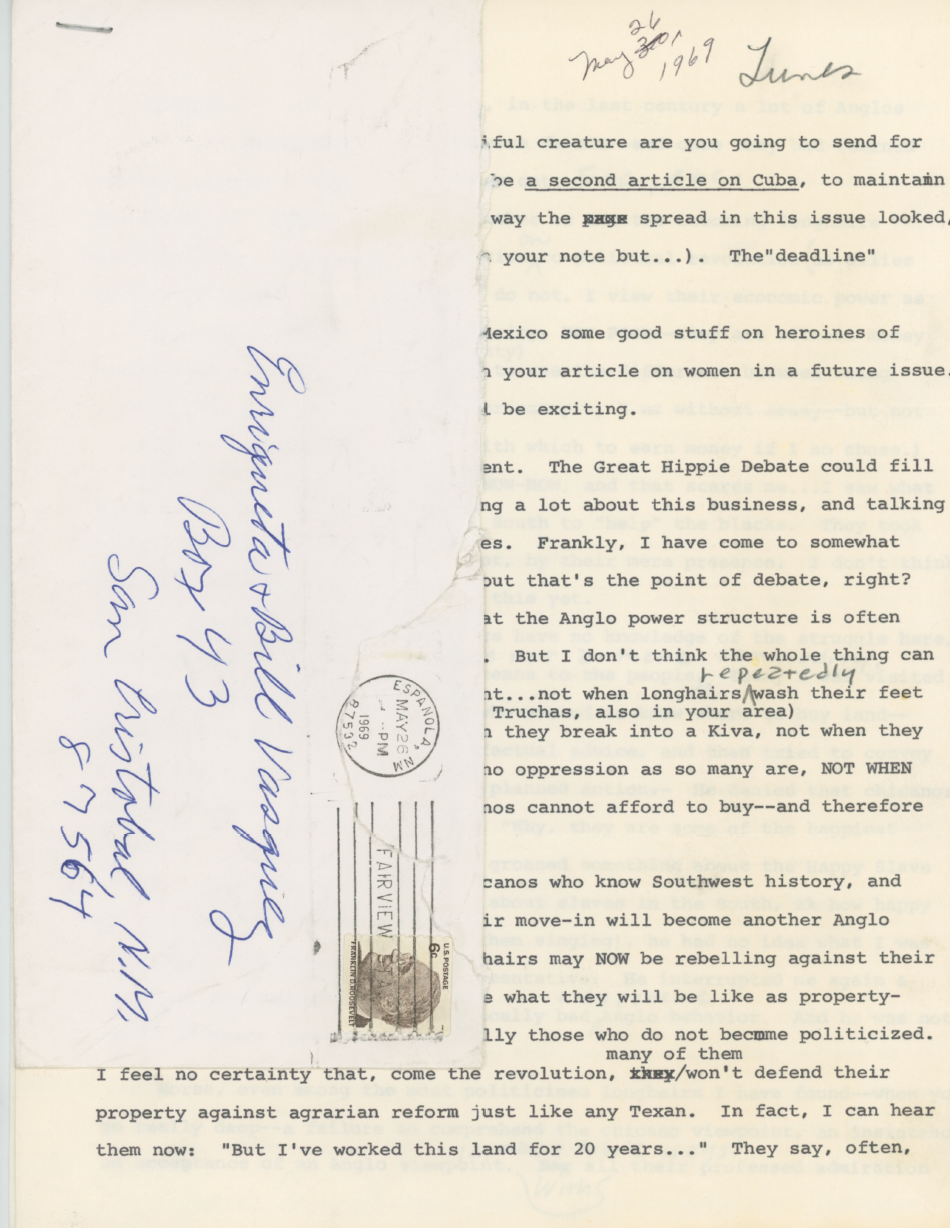 May 26 1969
Lunes
iful creature are you going to send for
be a second article on Cuba, to maintain
way the page spread in this issue looked,
your note but...). The"deadline"
Mexico some good stuff on heroines of
n your article on women in a future issue.
l be exciting.
ent. The Great Hippie Debate could fill
ng a lot about this business, and talking
es. Frankly, I have come to somewhat
but that's the point of debate, right?
at the Anglo power structure is often
. But I don't think the whole thing can
repeatedly
nt...not when longhairs wash their feet
Truchas, also in your area)
n they break into a Kiva, not when they
no oppression as so many are, NOT WHEN
nos cannot afford to buy--and therefore
canos who know Southwest history, and
ir move-in will become another Anglo
hairs may NOW be rebelling against their
e what they will be like as property-
lly those who do not become politicized.
many of them
I feel no certainty that, come the revolution, they/won't defend their
property against agrarian reform just like any Texan. In fact, I can hear
them now: "But I've worked this land for 20 years..." They say, often,
Enriqueta & Bill Vasquez
Box 43
San Cristobal, N.M.
87564
ESPANOLA, NM
MAY 26
PM
1969
87532
FAIRVIEW STA.
U.S. POSTAGE
6c
FRANKLIN D. ROOSEVELT